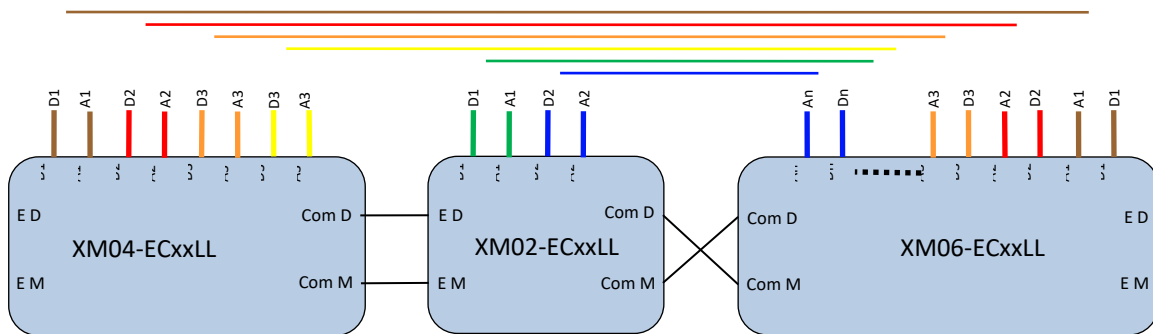 D1 A1 D2 A2 D3 A3 D3 A3
D1 A1 D2 A2
An Dn A3 D3 A2 D2 A1 D1
E D Com D
XM04-ECxxLL
E M Com M
E D Com D
XM02-ECxxLL
E M Com M
Com D E D
XM06-ECxxLL
Com M E M